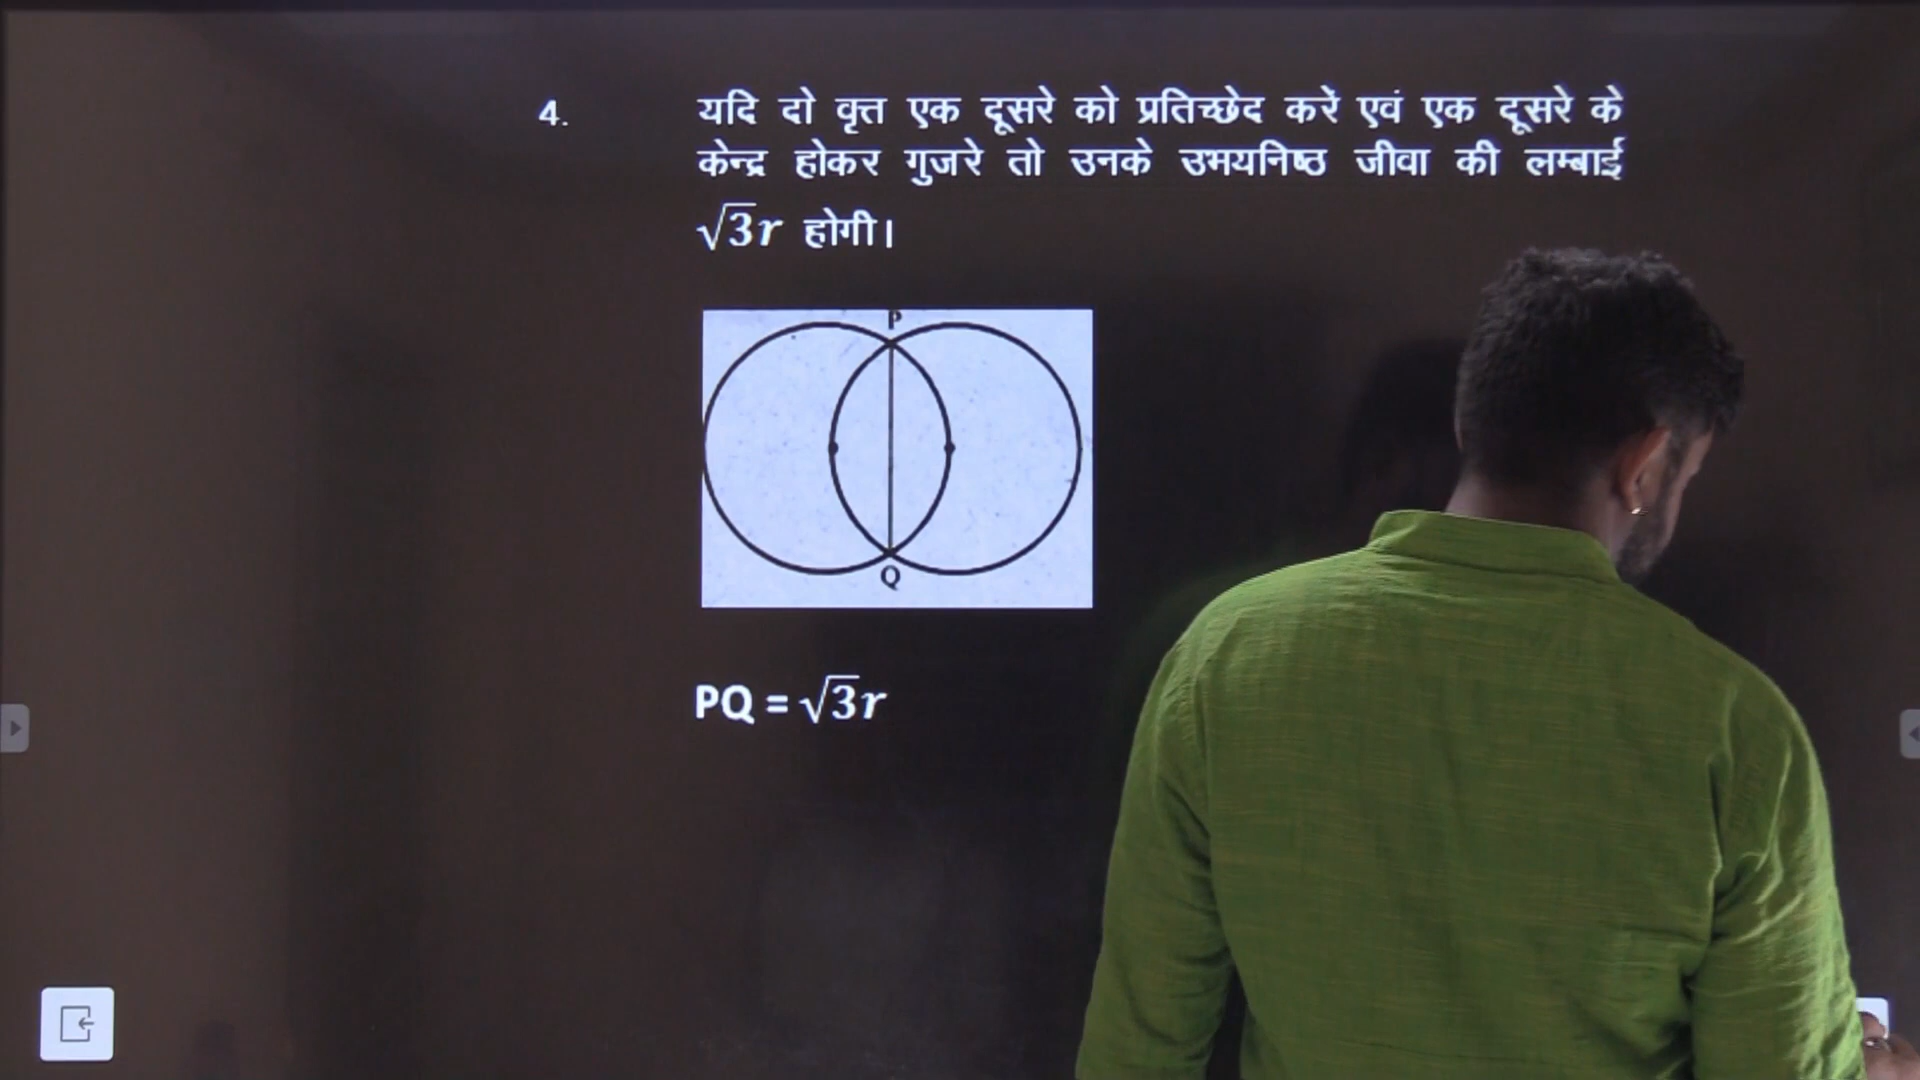 4. यदि दो वृत्त एक दूसरे को प्रतिच्छेद करें एवं एक दूसरे के
केन्द्र होकर गुजरे तो उनके उभयनिष्ठ जीवा की लम्बाई
√3r होगी।
P
Q
PQ = √3r